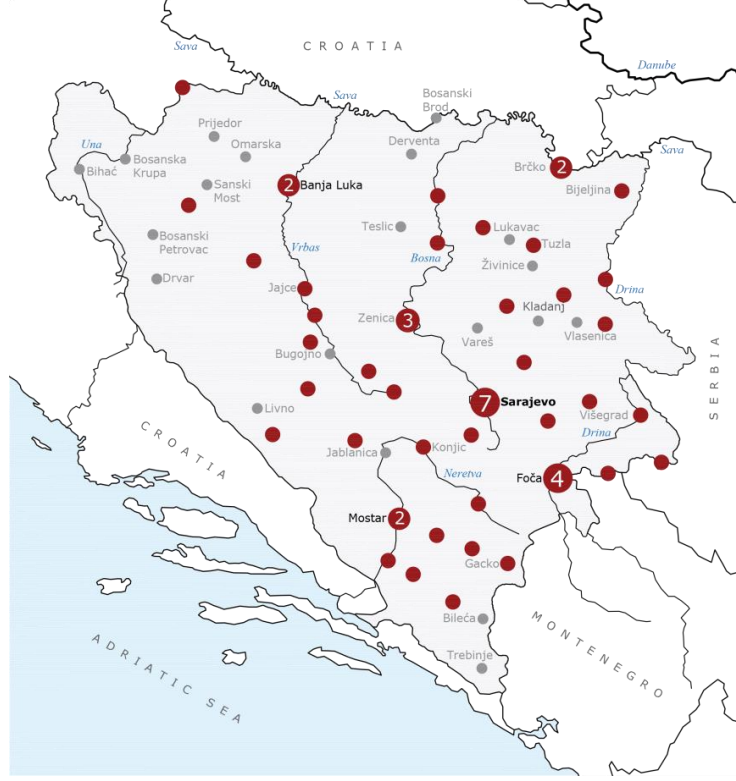 CROATIA
Sava
Danube
Sava
Bosanski
Brod
Prijedor
Omarska
Derventa
Una
Bosanska
Krupa
Bihać
Sanski
Most
2
Banja Luka
Brčko
2
Sava
Bijeljina
Bosanski
Petrovac
Teslic
Lukavac
Tuzla
Vrbas
Bosna
Živinice
Drvar
Jajce
Drina
Kladanj
Zenica
3
Vareš
Vlasenica
Bugojno
SERBIA
Livno
7
Sarajevo
Višegrad
Drina
CROATIA
Jablanica
Konjic
Neretva
Foča
4
Mostar
2
Gacko
Bileća
MONTENEGRO
Trebinje
ADRIATIC SEA